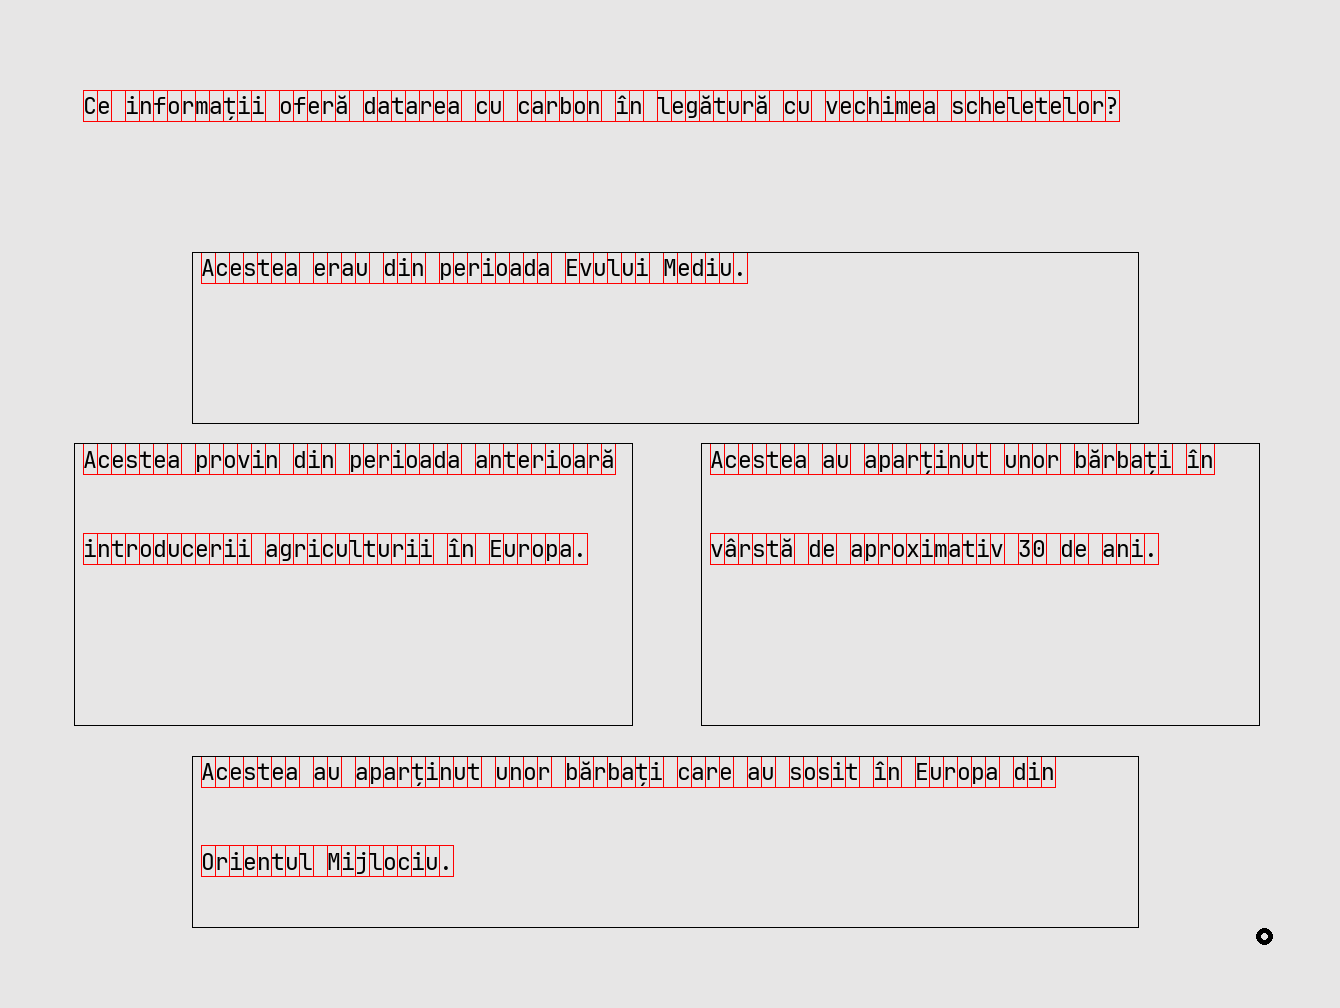 Ce informații oferă datarea cu carbon în legătură cu vechimea scheletelor?
Acestea erau din perioada Evului Mediu.
Acestea provin din perioada anterioară
introducerii agriculturii în Europa.
Acestea au aparținut unor bărbați în
vârstă de aproximativ 30 de ani.
Acestea au aparținut unor bărbați care au sosit în Europa din
Orientul Mijlociu.